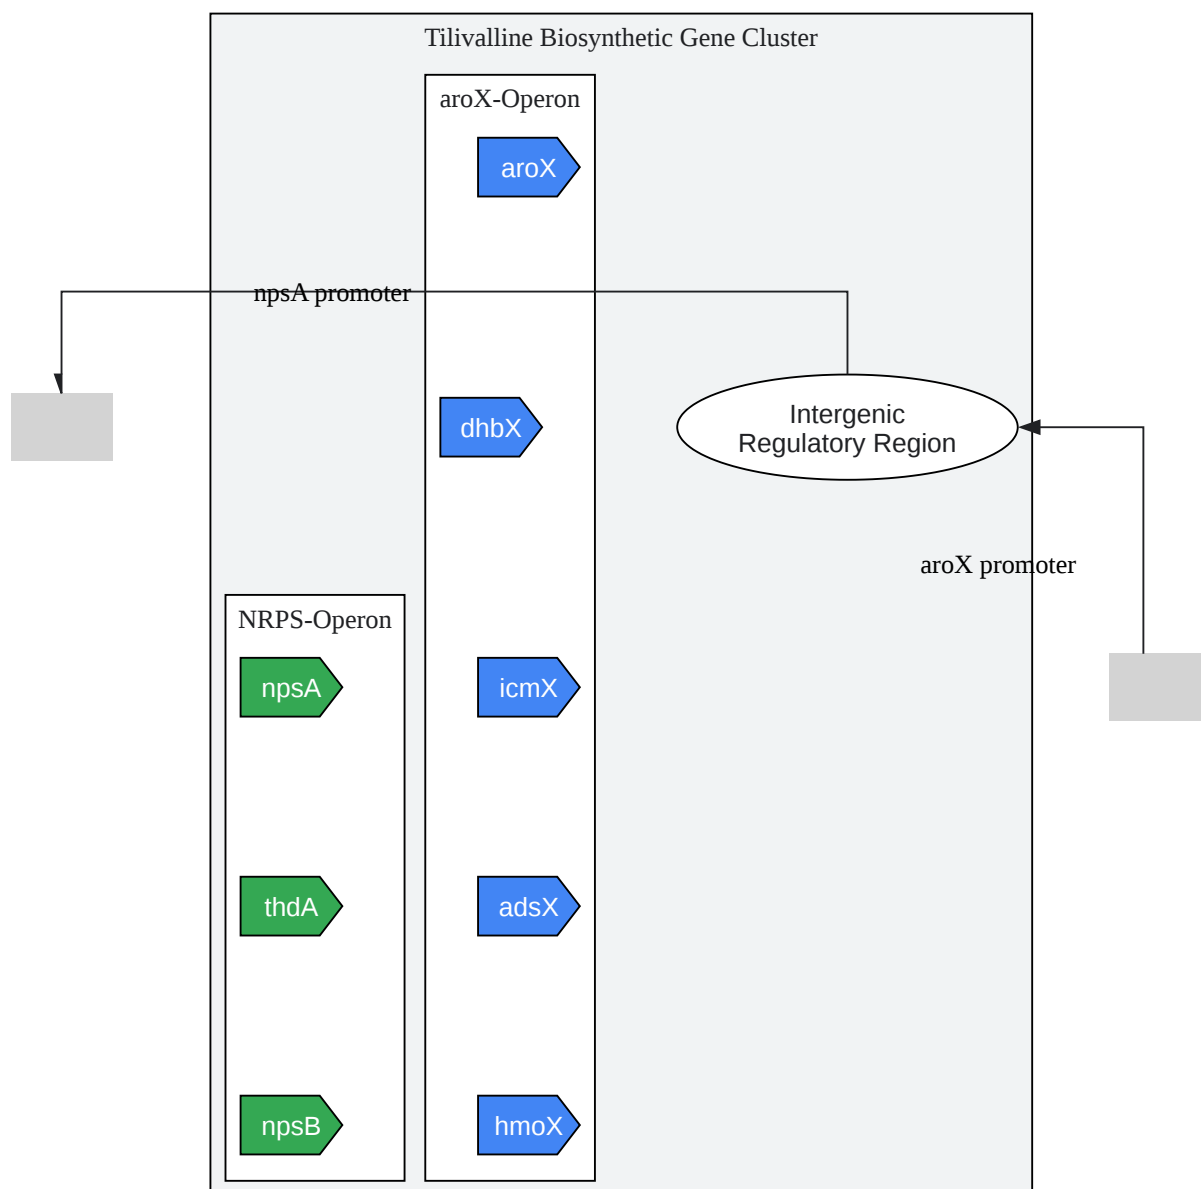 Tilivalline Biosynthetic Gene Cluster
aroX-Operon
aroX
npsA promoter
dhbX
Intergenic
Regulatory Region
aroX promoter
NRPS-Operon
npsA
icmX
thdA
adsX
npsB
hmoX